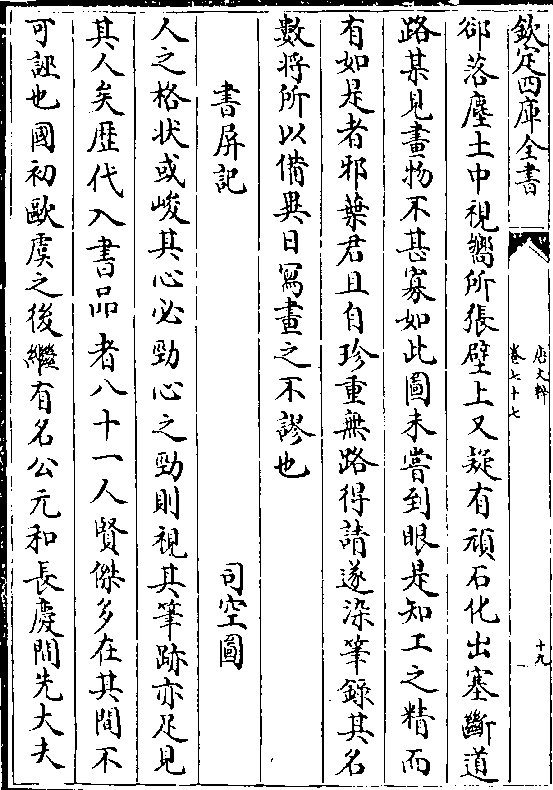 欽定四庫全書
唐文粹
卷七十七
十九
郤落塵土中視嚮所張壁上又疑有頑石化出塞斷道
路某見畫物不甚寡如此圖未嘗到眼是知工之精而
有如是者邪葉君且自珍重無路得請遂染筆錄其名
數將所以備異日寫畫之不謬也
書屏記
司空圖
人之格狀或峻其心必勁心之勁則視其筆跡亦足見
其人矣歴代入書品者八十一人賢傑多在其間不
可誣也國初歐虞之後繼有名公元和長慶間先大夫